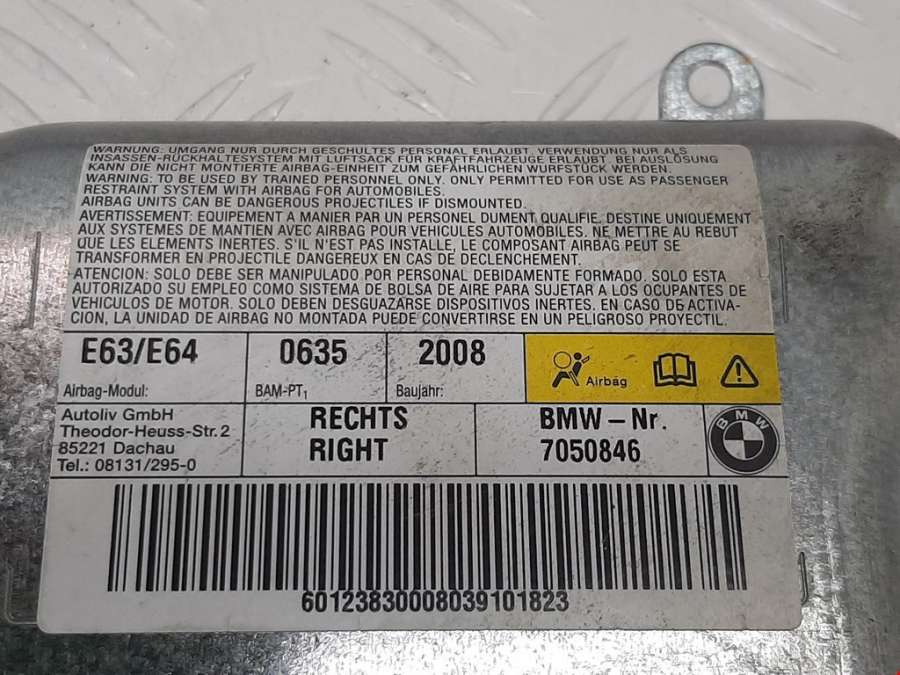 WARNUNG: UMGANG NUR DURCH GESCHULTES PERSONAL ERLAUBT. VERWENDUNG NUR ALS
INSASSEN-RÜCKHALTESYSTEM MIT LUFTSACK FÜR KRAFTFAHRZEUGE ERLAUBT. BEI AUSLÖSUNG
KANN DIE NICHT MONTIERTE AIRBAG-EINHEIT ZUM GEFÄHRLICHEN WURFSTÜCK WERDEN.
WARNING: TO BE USED BY TRAINED PERSONNEL ONLY. ONLY PERMITTED FOR USE AS PASSENGER
RESTRAINT SYSTEM WITH AIRBAG FOR AUTOMOBILES.
AIRBAG UNITS CAN BE DANGEROUS PROJECTILES IF DISMOUNTED.
AVERTISSEMENT: EQUIPEMENT A MANIER PAR UN PERSONEL DUMENT QUALIFIE. DESTINE UNIQUEMENT
AUX SYSTEMES DE MANTIEN AVEC AIRBAG POUR VEHICULES AUTOMOBILES. NE METTRE AU REBUT
QUE LES ELEMENTS INERTES. S'IL N'EST PAS INSTALLE, LE COMPOSANT AIRBAG PEUT SE
TRANSFORMER EN PROJECTILE DANGEREUX EN CAS DE DECLENCHEMENT.
ATENCION: SOLO DEBE SER MANIPULADO POR PERSONAL DEBIDAMENTE FORMADO. SOLO ESTA
AUTORIZADO SU EMPLEO COMO SISTEMA DE BOLSA DE AIRE PARA SUJETAR A LOS OCUPANTES DE
VEHICULOS DE MOTOR. SOLO DEBEN DESGUAZARSE DISPOSITIVOS INERTES. EN CASO DE ACTIVA-
CION, LA UNIDAD DE AIRBAG NO MONTADA PUEDE CONVERTIRSE EN UN PELIGROSO PROYECTIL.
E63/E64 0635 2008
Airbag-Modul: BAM-PT1 Baujahr: Airbag
Autoliv GmbH
Theodor-Heuss-Str. 2
85221 Dachau
Tel.: 08131/295-0
RECHTS
RIGHT
BMW-Nr.
7050846
BMW
60123830008039101823